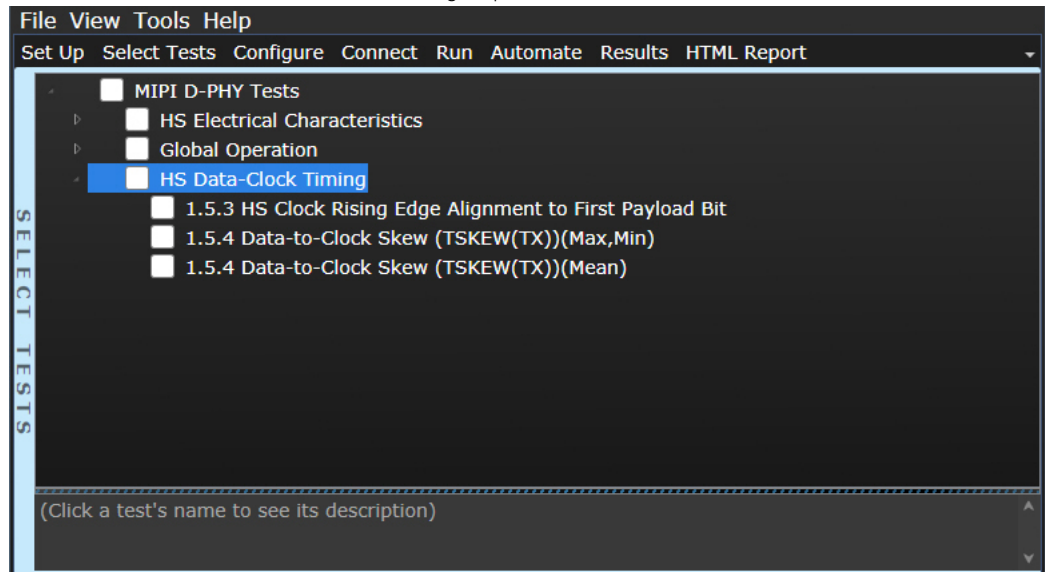 File View Tools Help
Set Up Select Tests Configure Connect Run Automate Results HTML Report
MIPI D-PHY Tests
HS Electrical Characteristics
Global Operation
HS Data-Clock Timing
1.5.3 HS Clock Rising Edge Alignment to First Payload Bit
1.5.4 Data-to-Clock Skew (TSKEW(TX))(Max,Min)
1.5.4 Data-to-Clock Skew (TSKEW(TX))(Mean)
SELECT TESTS
(Click a test's name to see its description)